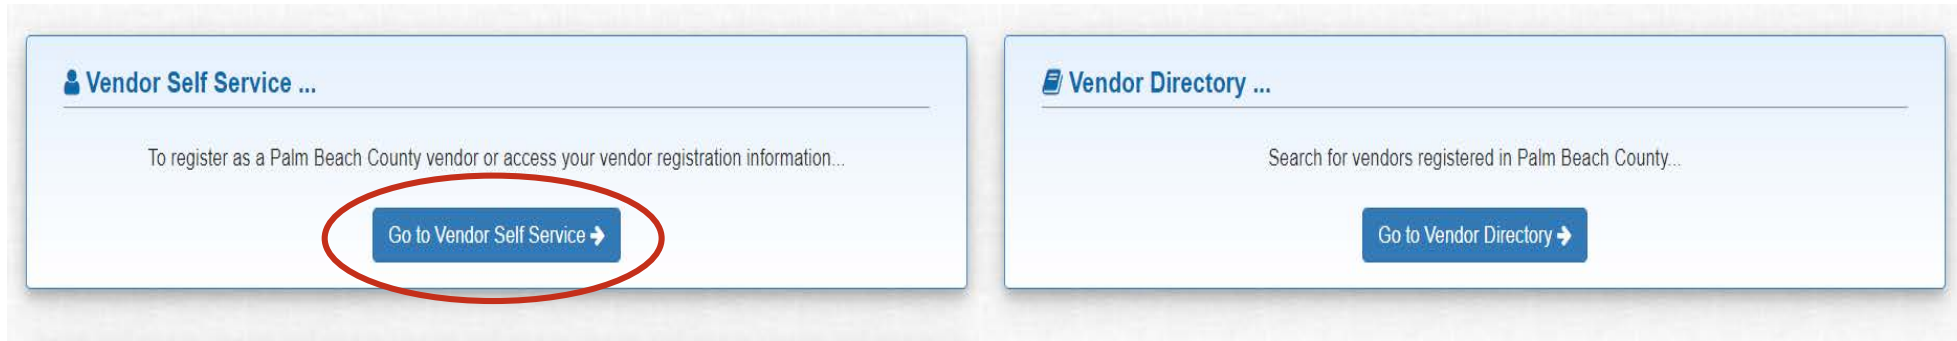 Vendor Self Service ...
To register as a Palm Beach County vendor or access your vendor registration information...
Go to Vendor Self Service
Vendor Directory ...
Search for vendors registered in Palm Beach County...
Go to Vendor Directory